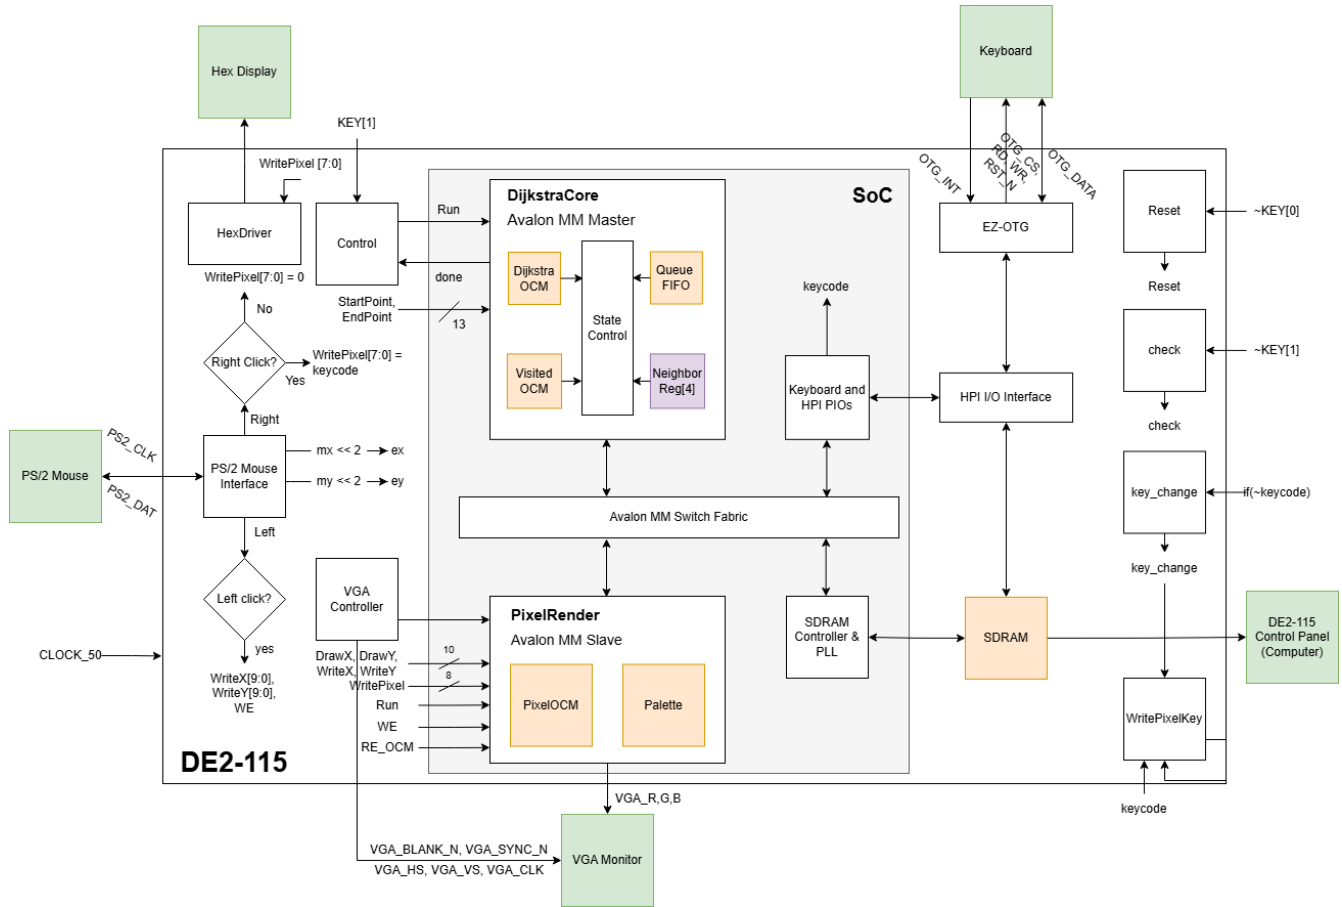 Hex Display
Keyboard
KEY[1]
WritePixel [7:0]
OTG_INT
OTG_CS,
RD, WR,
RST_N
OTG_DATA
SoC
DijkstraCore
Avalon MM Master
HexDriver
Control
Run
done
EZ-OTG
Reset
~KEY[0]
Reset
WritePixel[7:0] = 0
No
StartPoint,
EndPoint
13
Dijkstra
OCM
Queue
FIFO
State
Control
Visited
OCM
Neighbor
Reg[4]
keycode
Right Click?
Yes
WritePixel[7:0] =
keycode
check
~KEY[1]
check
Keyboard and
HPI PIOs
HPI I/O Interface
Right
PS2_CLK
PS/2 Mouse
PS2_DAT
PS/2 Mouse
Interface
mx << 2
ex
my << 2
ey
key_change
if(~keycode)
key_change
Avalon MM Switch Fabric
Left
Left click?
yes
WriteX[9:0],
WriteY[9:0],
WE
CLOCK_50
VGA
Controller
PixelRender
Avalon MM Slave
DrawX, DrawY,
WriteX, WriteY
10
WritePixel
8
Run
WE
RE_OCM
PixelOCM
Palette
SDRAM
Controller &
PLL
SDRAM
DE2-115
Control Panel
(Computer)
WritePixelKey
keycode
DE2-115
VGA_R,G,B
VGA_BLANK_N, VGA_SYNC_N
VGA_HS, VGA_VS, VGA_CLK
VGA Monitor